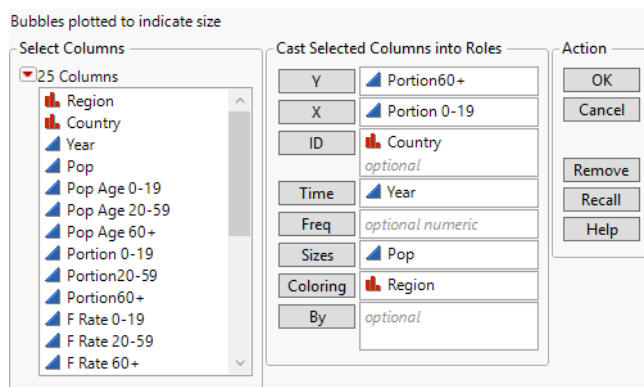 Bubbles plotted to indicate size
Select Columns
25 Columns
Region
Country
Year
Pop
Pop Age 0-19
Pop Age 20-59
Pop Age 60+
Portion 0-19
Portion20-59
Portion60+
F Rate 0-19
F Rate 20-59
F Rate 60+
Cast Selected Columns into Roles
Y Portion60+
X Portion 0-19
ID Country
optional
Time Year
Freq optional numeric
Sizes Pop
Coloring Region
By optional
Action
OK
Cancel
Remove
Recall
Help